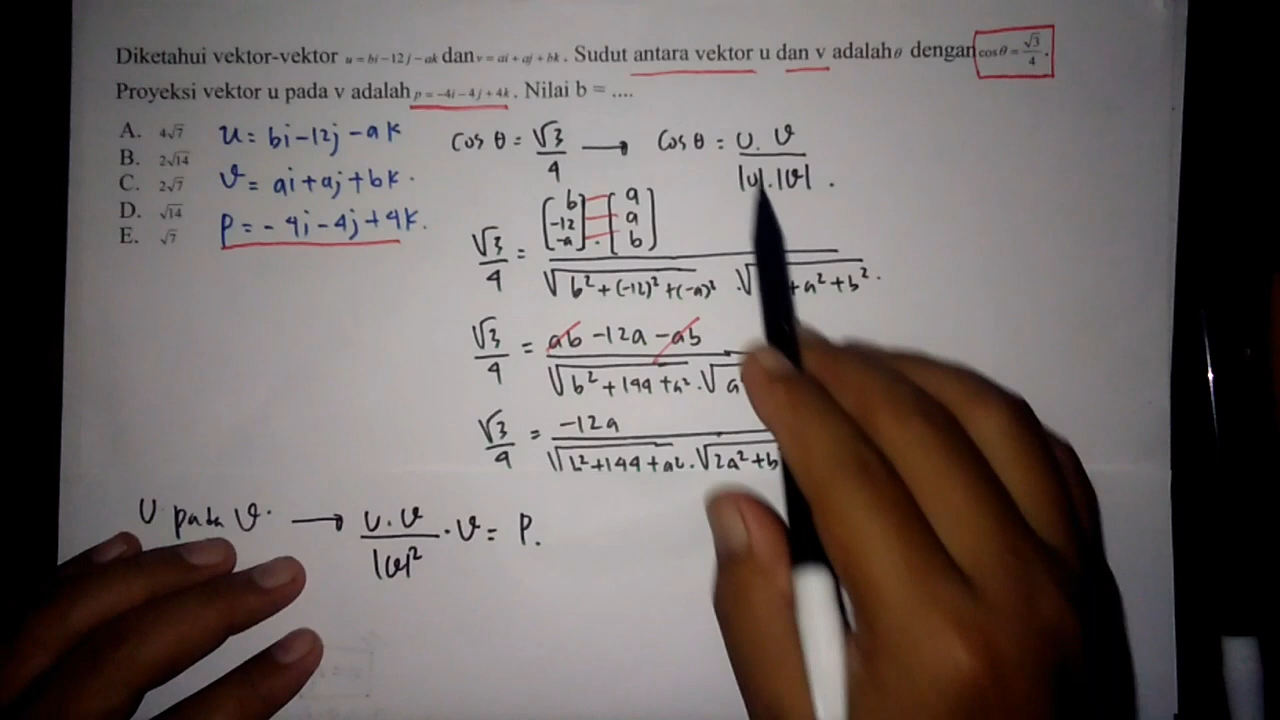 Diketahui vektor-vektor u = bi − 12j − ak dan v = ai + aj + bk . Sudut antara vektor u dan v adalah θ dengan cos θ = √3/4 .
Proyeksi vektor u pada v adalah p = −4i − 4j + 4k . Nilai b = ....
A. 4√7
B. 2√14
C. 2√7
D. √14
E. √7
u = bi − 12j − ak
v = ai + aj + bk.
P = − 4i − 4j + 4k.
Cos θ = √3/4 → Cos θ = U . V / |U| . |V| .
√3/4 = [b -12 -a] . [a a b] / √b² + (-12)² + (-a)² . √ + a² + b² .
√3/4 = ab − 12a − ab / √b² + 144 + a² . √a
√3/4 = −12a / √b² + 144 + a² . √2a² + b
U pada V. → U . V / |V|² . V = P.